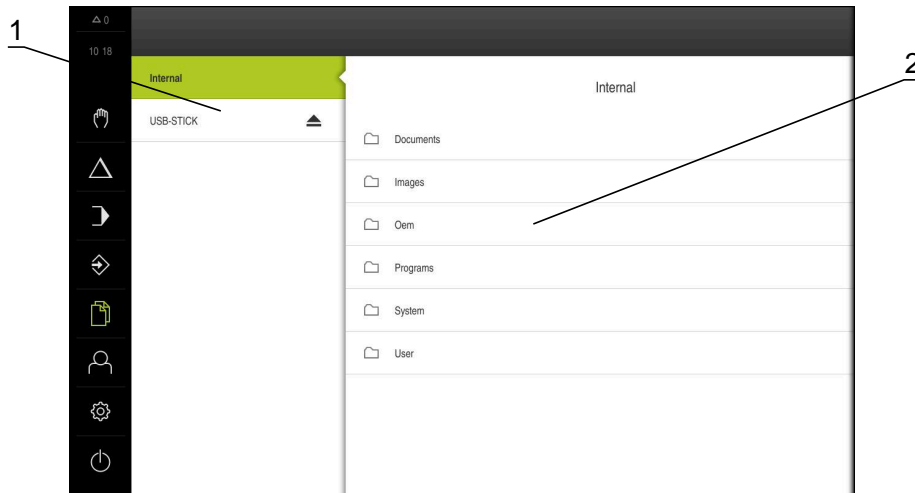 1
△ 0
10 18
Internal
USB-STICK
Internal
Documents
Images
Oem
Programs
System
User
2